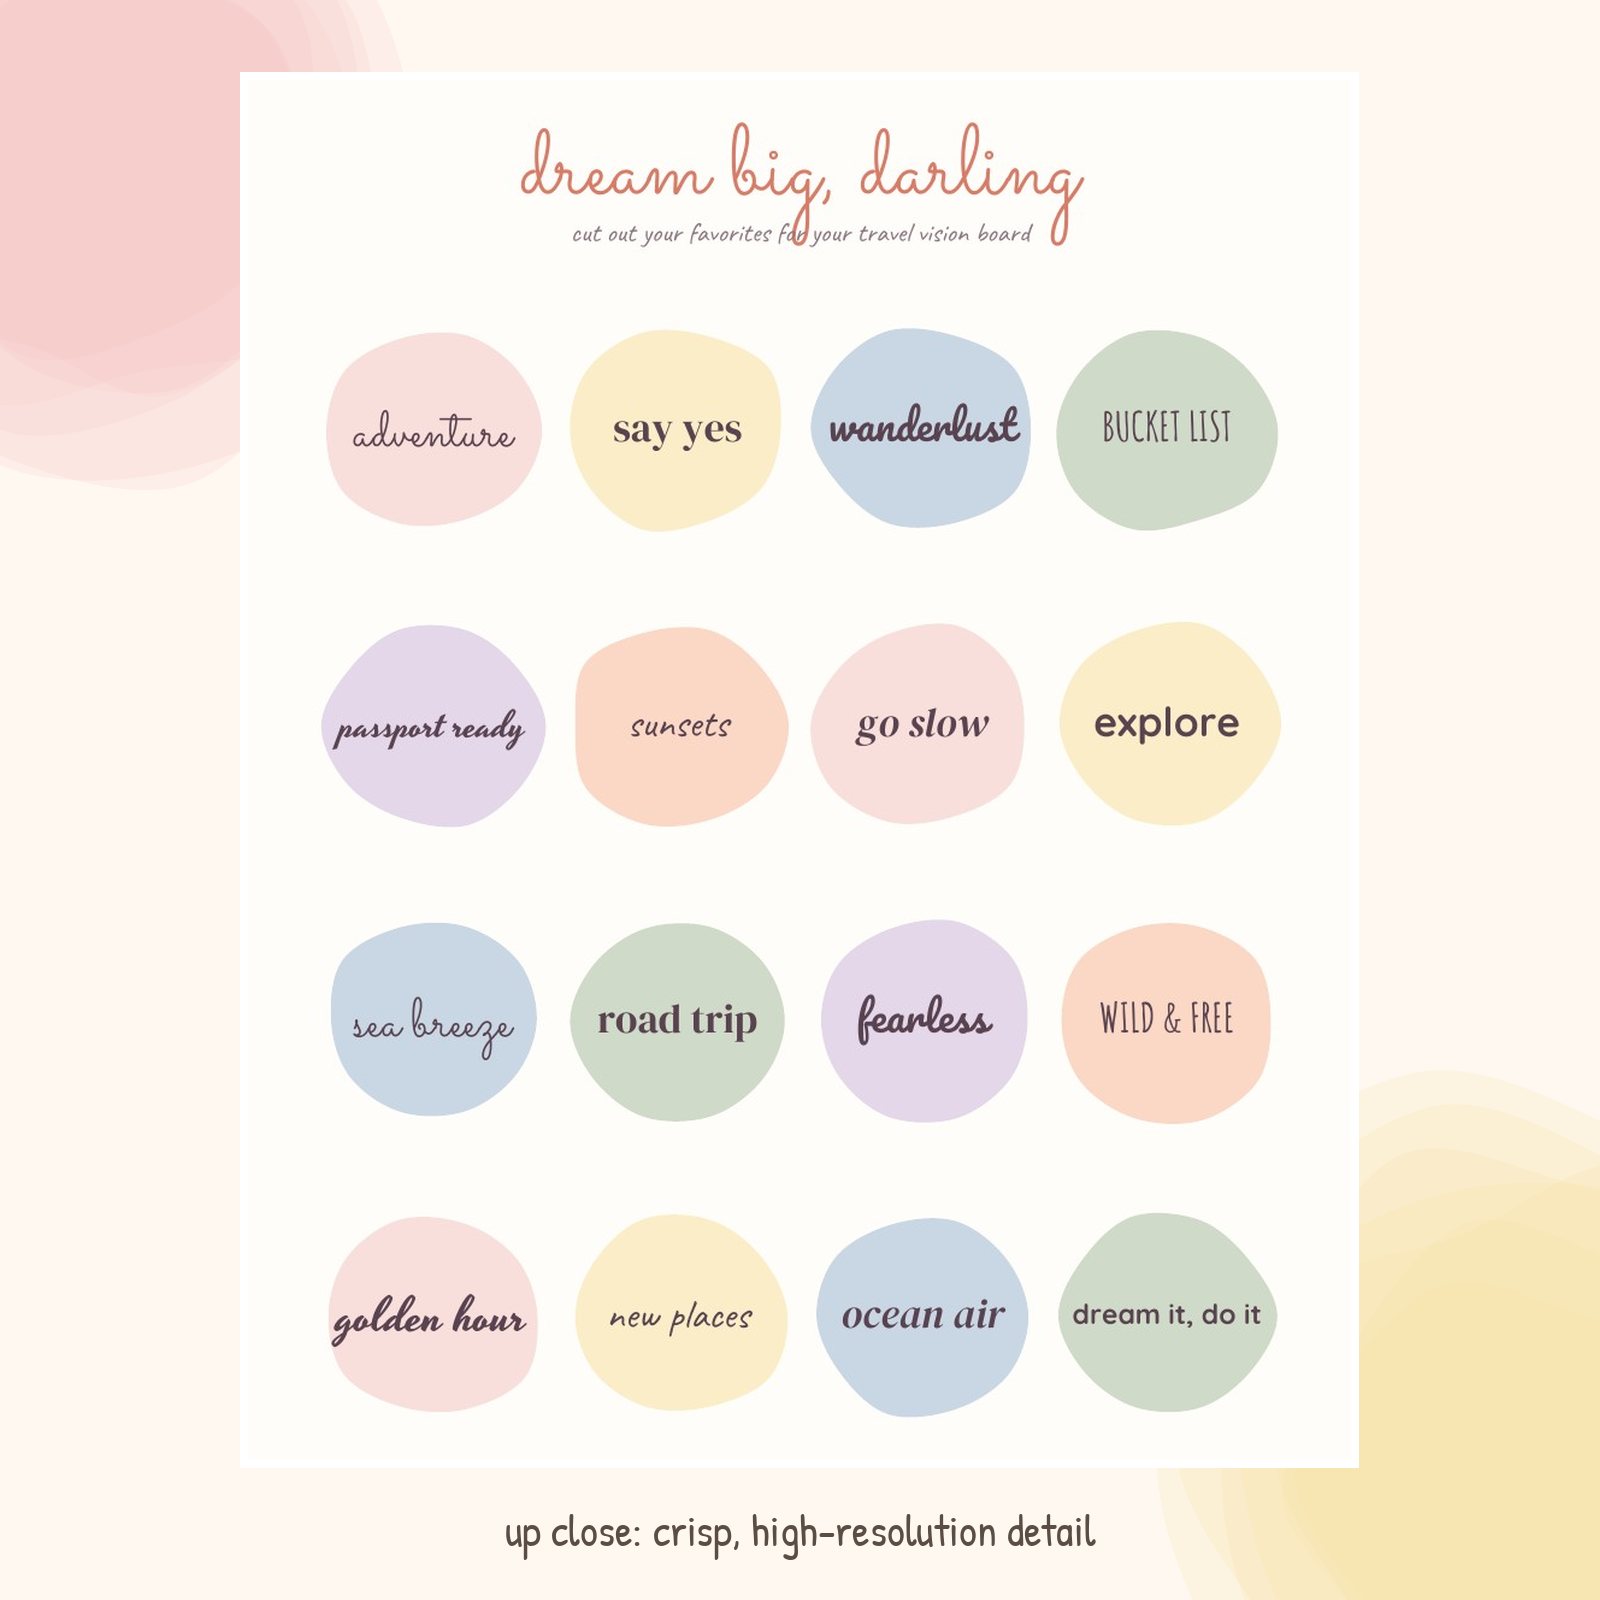 dream big, darling
cut out your favorites for your travel vision board
adventure
say yes
wanderlust
BUCKET LIST
passport ready
sunsets
go slow
explore
sea breeze
road trip
fearless
WILD & FREE
golden hour
new places
ocean air
dream it, do it
up close: crisp, high-resolution detail